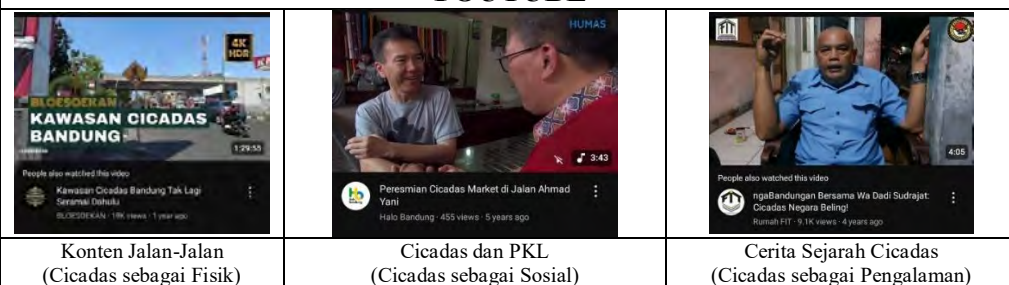 YOUTUBE
4K
HDR
BLOESOEKAN
KAWASAN CICADAS
BANDUNG
1:29:55
People also watched this video
Kawasan Cicadas Bandung Tak Lagi
Seramai Dahulu
BLOESOEKAN · 19K views · 1 year ago
HUMAS
3:43
Peresmian Cicadas Market di Jalan Ahmad
Yani
Halo Bandung · 455 views · 5 years ago
FIT
4:05
People also watched this video
ngaBandungan Bersama Wa Dadi Sudrajat:
Cicadas Negara Beling!
Rumah FIT · 9.1K views · 4 years ago
Konten Jalan-Jalan
(Cicadas sebagai Fisik)
Cicadas dan PKL
(Cicadas sebagai Sosial)
Cerita Sejarah Cicadas
(Cicadas sebagai Pengalaman)